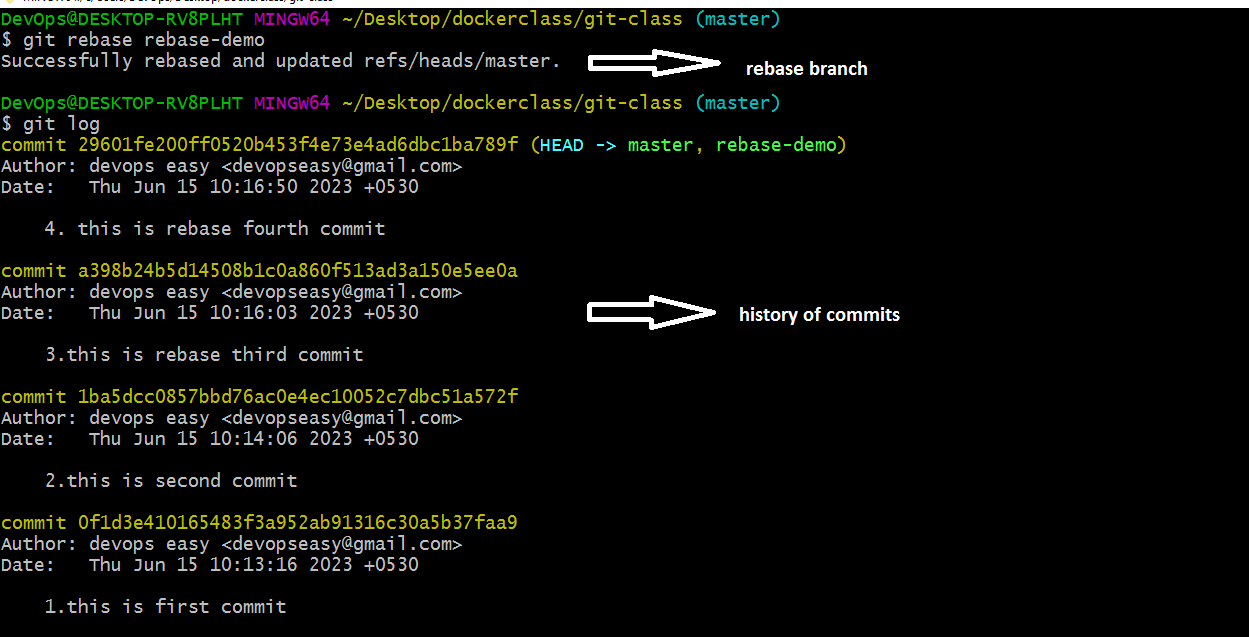 DevOps@DESKTOP-RV8PLHT MINGW64 ~/Desktop/dockerclass/git-class (master)
$ git rebase rebase-demo
Successfully rebased and updated refs/heads/master.
rebase branch
DevOps@DESKTOP-RV8PLHT MINGW64 ~/Desktop/dockerclass/git-class (master)
$ git log
commit 29601fe200ff0520b453f4e73e4ad6dbc1ba789f (HEAD -> master, rebase-demo)
Author: devops easy <devopseasy@gmail.com>
Date:   Thu Jun 15 10:16:50 2023 +0530
    4. this is rebase fourth commit
commit a398b24b5d14508b1c0a860f513ad3a150e5ee0a
Author: devops easy <devopseasy@gmail.com>
Date:   Thu Jun 15 10:16:03 2023 +0530
history of commits
    3.this is rebase third commit
commit 1ba5dcc0857bbd76ac0e4ec10052c7dbc51a572f
Author: devops easy <devopseasy@gmail.com>
Date:   Thu Jun 15 10:14:06 2023 +0530
    2.this is second commit
commit 0f1d3e410165483f3a952ab91316c30a5b37faa9
Author: devops easy <devopseasy@gmail.com>
Date:   Thu Jun 15 10:13:16 2023 +0530
    1.this is first commit